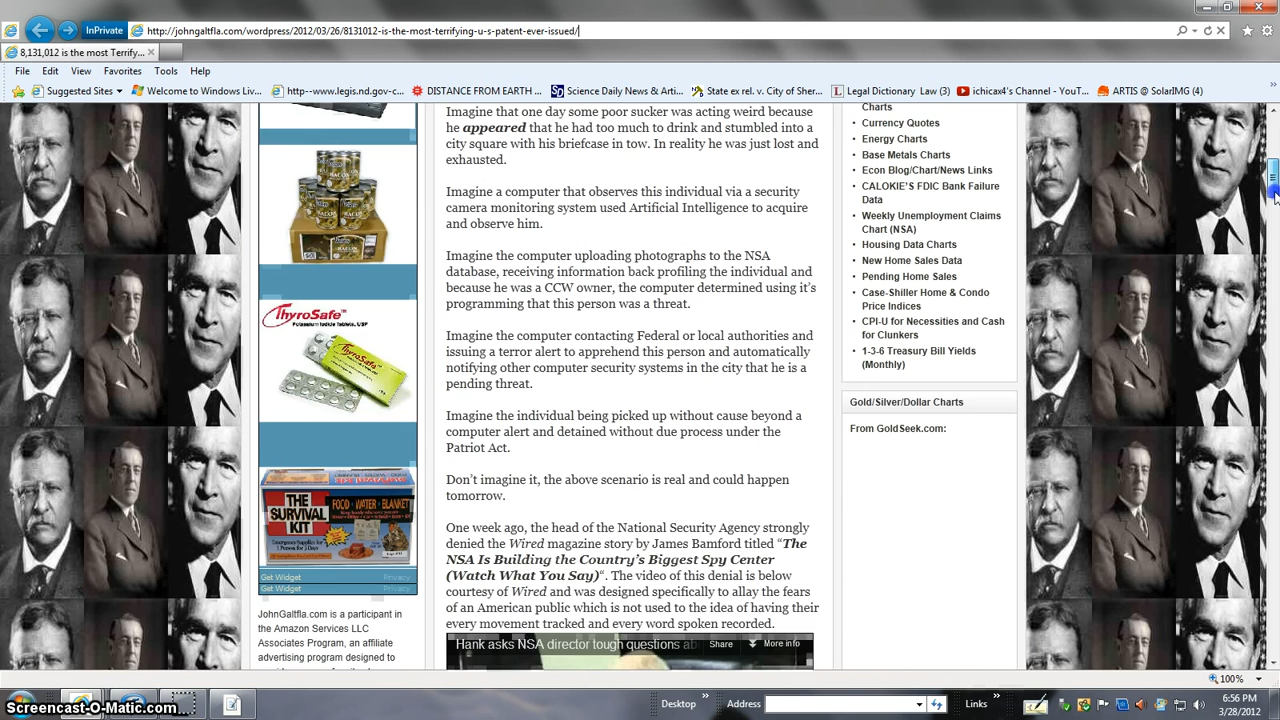 InPrivate
http://johngaltfla.com/wordpress/2012/03/26/8131012-is-the-most-terrifying-u-s-patent-ever-issued/
8,131,012 is the most Terrify...
File Edit View Favorites Tools Help
Suggested Sites
Welcome to Windows Liv...
http--www.legis.nd.gov-c...
DISTANCE FROM EARTH ...
Science Daily News & Arti...
State ex rel. v. City of Sher...
Legal Dictionary Law (3)
ichicax4's Channel - YouT...
ARTIS @ SolarIMG (4)
ThyroSafe
Potassium Iodide Tablets, USP
THE SURVIVAL KIT
FOOD · WATER · BLANKET
Get Widget Privacy
Get Widget Privacy
JohnGaltfla.com is a participant in
the Amazon Services LLC
Associates Program, an affiliate
advertising program designed to
Imagine that one day some poor sucker was acting weird because
he appeared that he had too much to drink and stumbled into a
city square with his briefcase in tow. In reality he was just lost and
exhausted.
Imagine a computer that observes this individual via a security
camera monitoring system used Artificial Intelligence to acquire
and observe him.
Imagine the computer uploading photographs to the NSA
database, receiving information back profiling the individual and
because he was a CCW owner, the computer determined using it's
programming that this person was a threat.
Imagine the computer contacting Federal or local authorities and
issuing a terror alert to apprehend this person and automatically
notifying other computer security systems in the city that he is a
pending threat.
Imagine the individual being picked up without cause beyond a
computer alert and detained without due process under the
Patriot Act.
Don't imagine it, the above scenario is real and could happen
tomorrow.
One week ago, the head of the National Security Agency strongly
denied the Wired magazine story by James Bamford titled “The
NSA Is Building the Country's Biggest Spy Center
(Watch What You Say)“. The video of this denial is below
courtesy of Wired and was designed specifically to allay the fears
of an American public which is not used to the idea of having their
every movement tracked and every word spoken recorded.
Hank asks NSA director tough questions ab
Share
More info
Charts
Currency Quotes
Energy Charts
Base Metals Charts
Econ Blog/Chart/News Links
CALOKIE'S FDIC Bank Failure
Data
Weekly Unemployment Claims
Chart (NSA)
Housing Data Charts
New Home Sales Data
Pending Home Sales
Case-Shiller Home & Condo
Price Indices
CPI-U for Necessities and Cash
for Clunkers
1-3-6 Treasury Bill Yields
(Monthly)
Gold/Silver/Dollar Charts
From GoldSeek.com:
100%
Screencast-O-Matic.com
Desktop
Address
Links
6:56 PM
3/28/2012